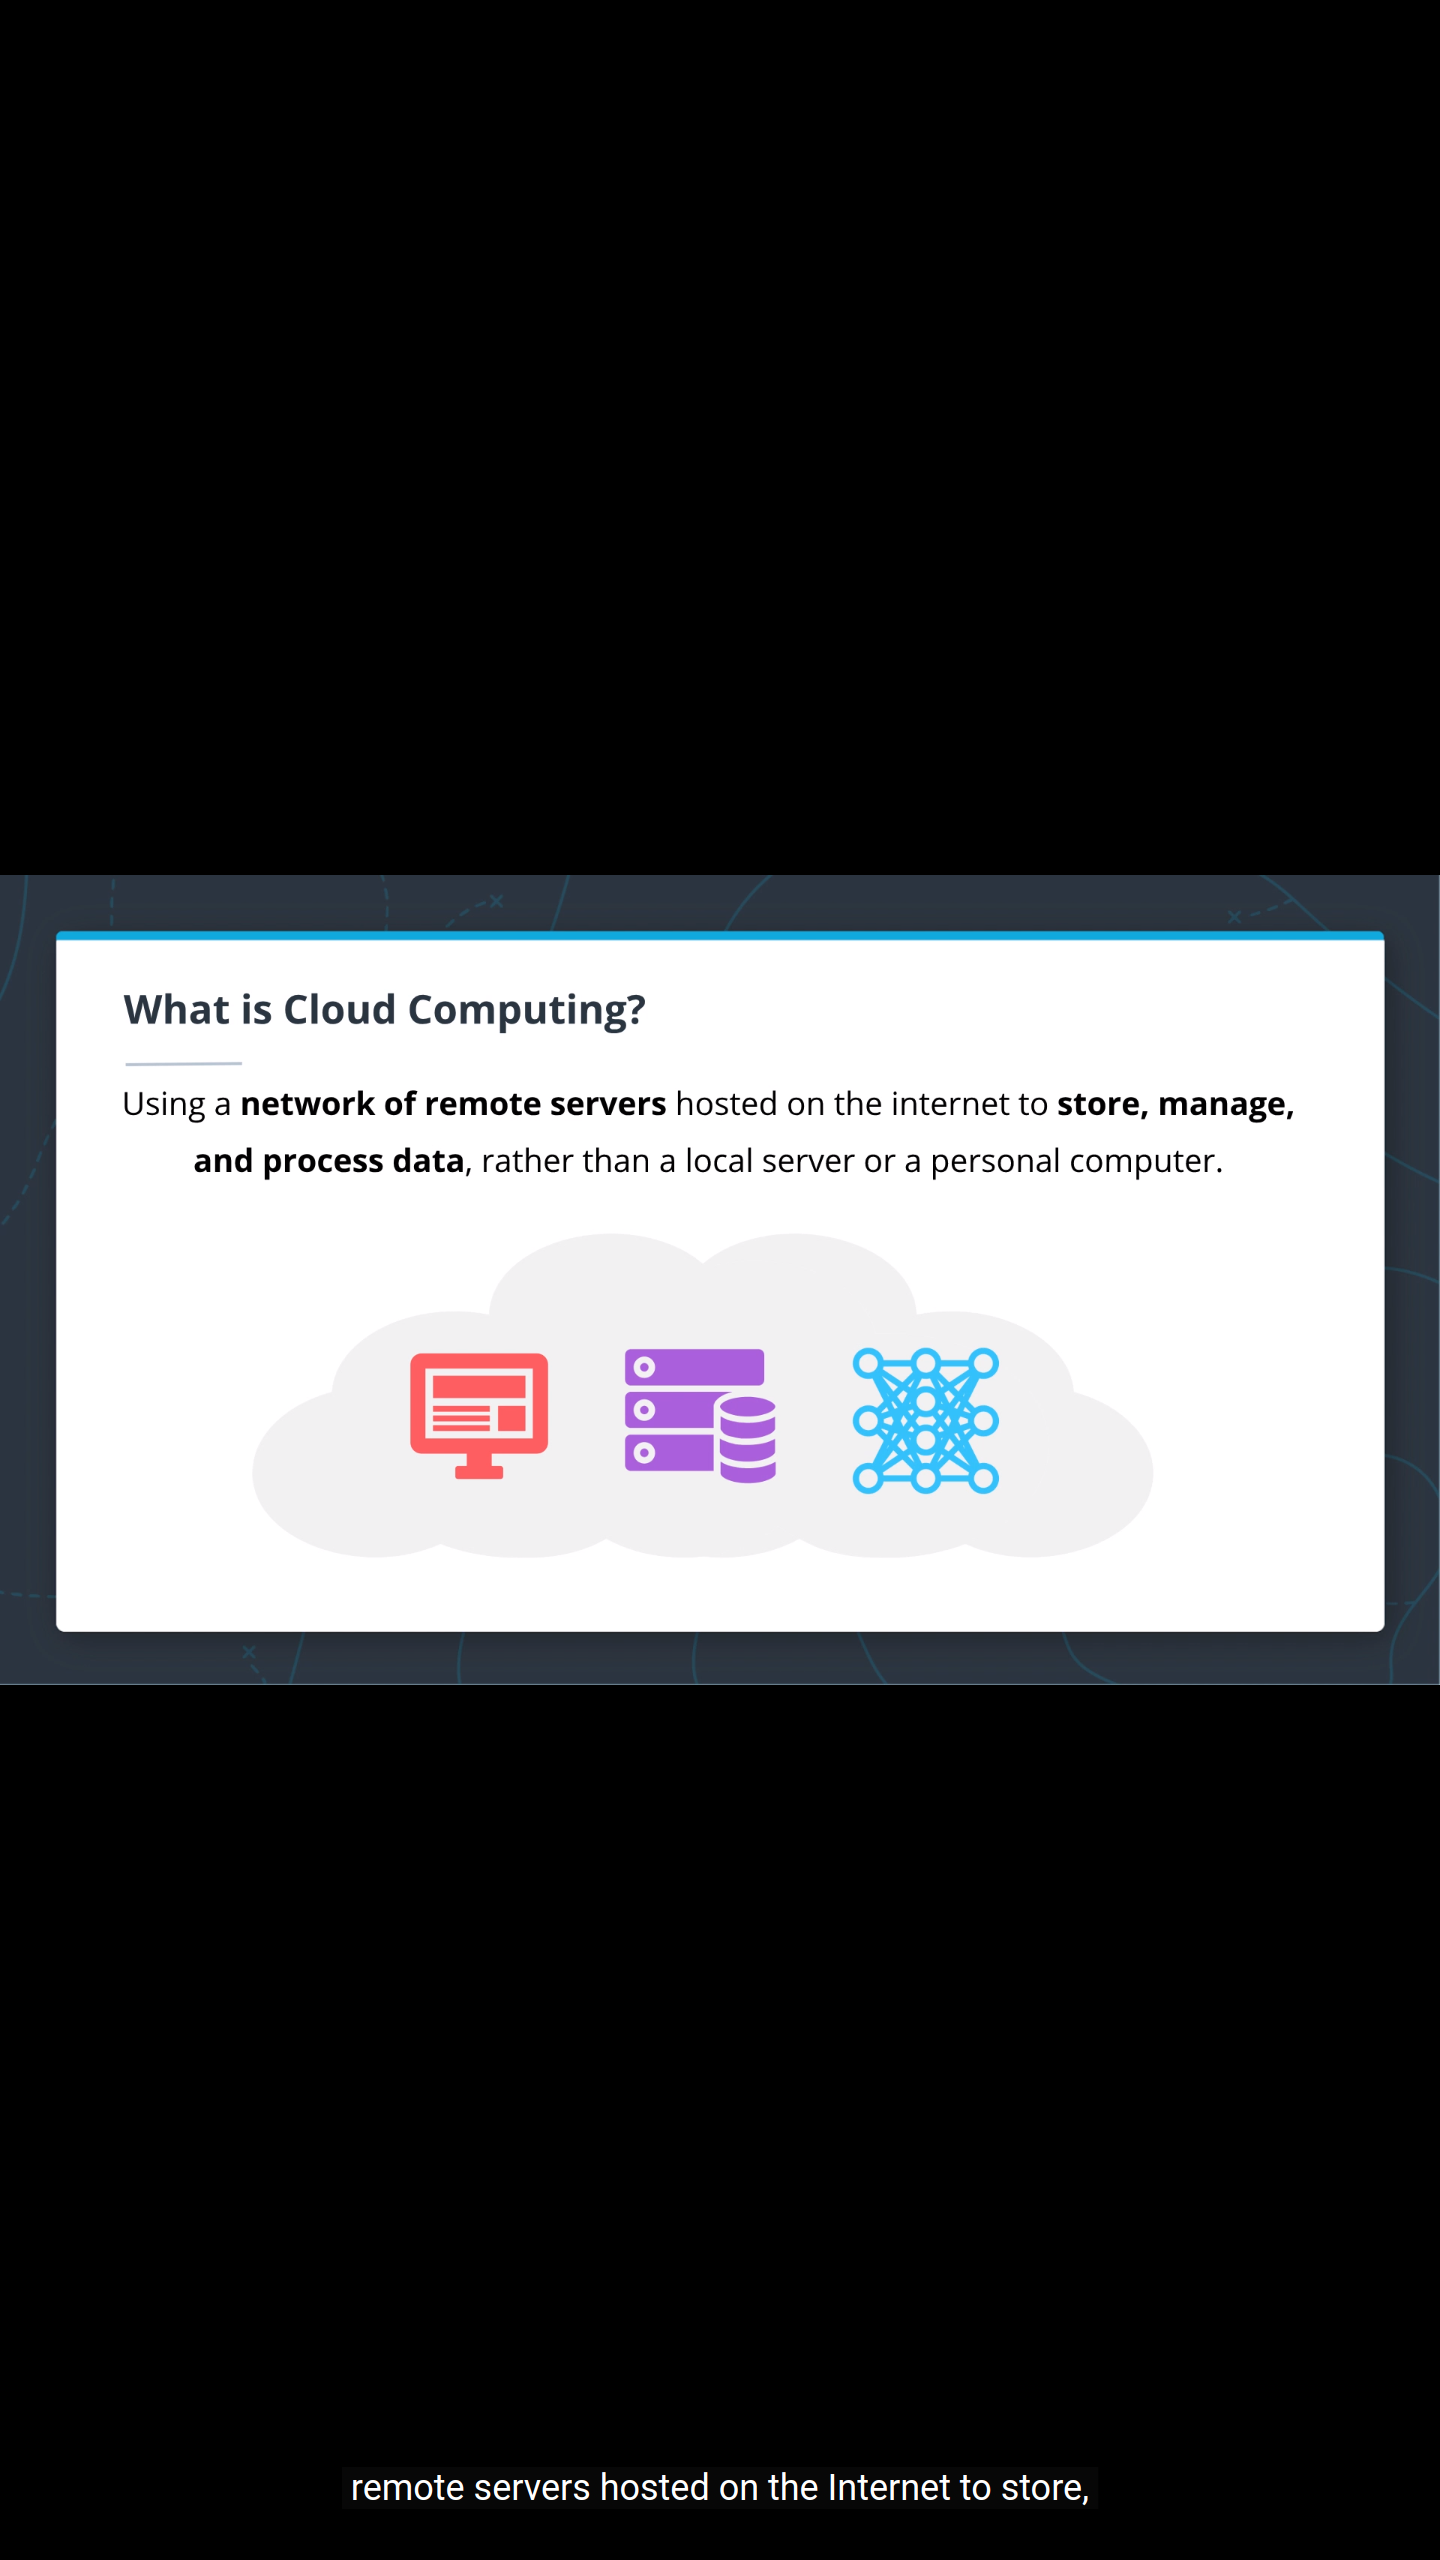 What is Cloud Computing?
Using a network of remote servers hosted on the internet to store, manage,
and process data, rather than a local server or a personal computer.
remote servers hosted on the Internet to store,